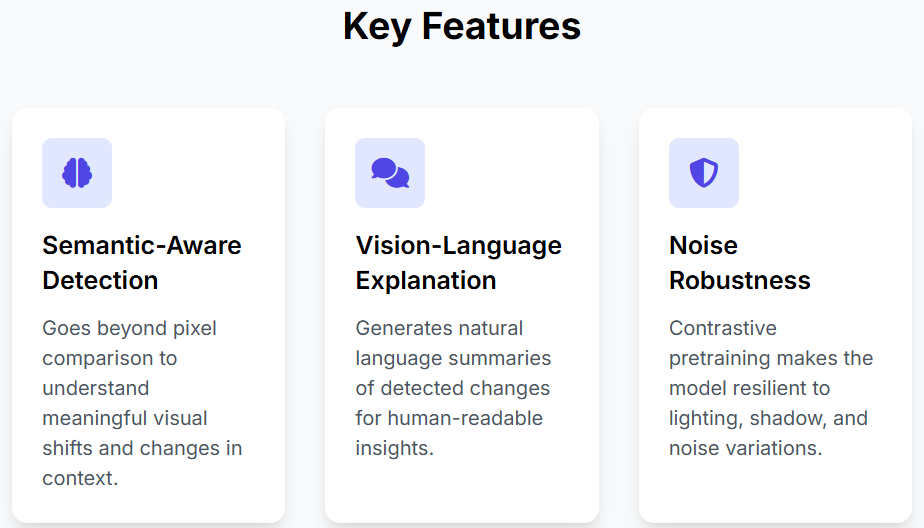 Key Features
Semantic-Aware
Detection
Goes beyond pixel
comparison to
understand
meaningful visual
shifts and changes in
context.
Vision-Language
Explanation
Generates natural
language summaries
of detected changes
for human-readable
insights.
Noise
Robustness
Contrastive
pretraining makes the
model resilient to
lighting, shadow, and
noise variations.